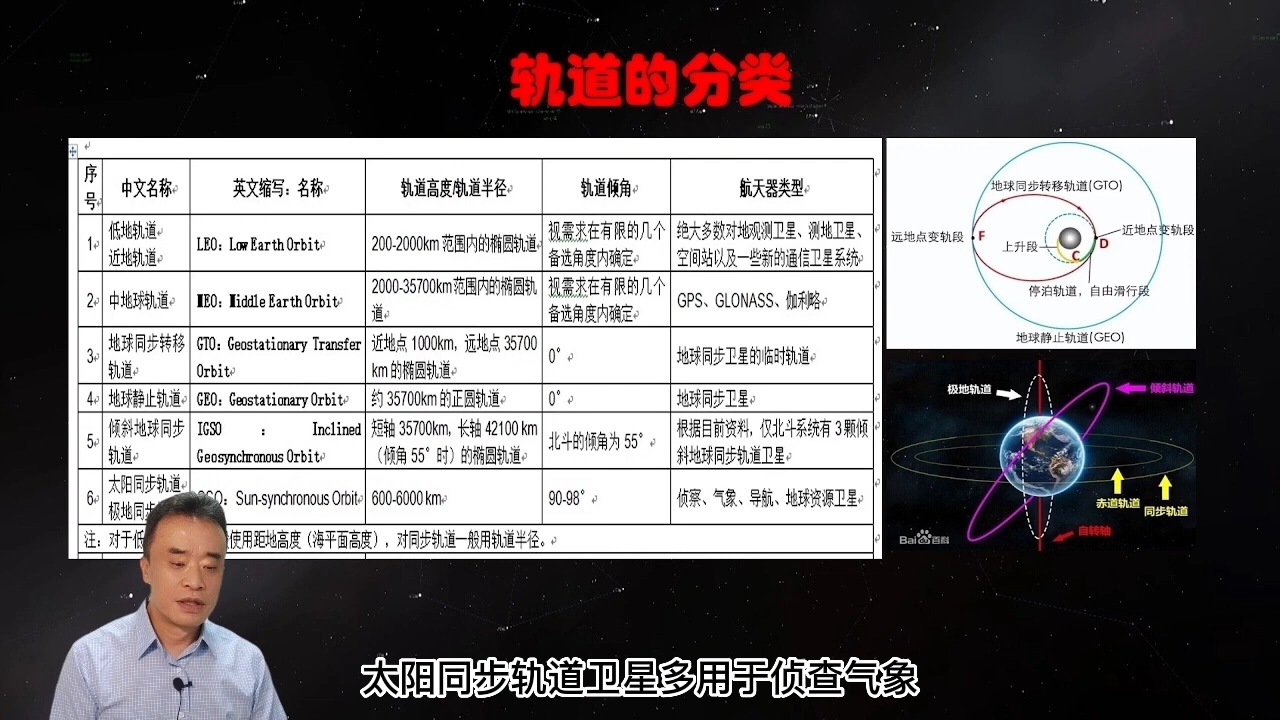 轨道的分类
序号 中文名称 英文缩写：名称 轨道高度/轨道半径 轨道倾角 航天器类型
1 低地轨道 近地轨道 LEO：Low Earth Orbit 200-2000km 范围内的椭圆轨道 视需求在有限的几个备选角度内确定 绝大多数对地观测卫星、测地卫星、空间站以及一些新的通信卫星系统
2 中地球轨道 MEO：Middle Earth Orbit 2000-35700km 范围内的椭圆轨道 视需求在有限的几个备选角度内确定 GPS、GLONASS、伽利略
3 地球同步转移轨道 GTO：Geostationary Transfer Orbit 近地点 1000km，远地点 35700km 的椭圆轨道 0° 地球同步卫星的临时轨道
4 地球静止轨道 GEO：Geostationary Orbit 约 35700km 的正圆轨道 0° 地球同步卫星
5 倾斜地球同步轨道 IGSO：Inclined Geosynchronous Orbit 短轴 35700km，长轴 42100km（倾角 55°时）的椭圆轨道 北斗的倾角为 55° 根据目前资料，仅北斗系统有 3 颗倾斜地球同步轨道卫星
6 太阳同步轨道 极地同步 Sun-synchronous Orbit 600-6000 km 90-98° 侦察、气象、导航、地球资源卫星
注：对于低 使用距地高度（海平面高度），对同步轨道一般用轨道半径。
地球同步转移轨道(GTO)
远地点变轨段
F
上升段
C
D
近地点变轨段
停泊轨道，自由滑行段
地球静止轨道(GEO)
极地轨道
倾斜轨道
赤道轨道
同步轨道
自转轴
Bai百科
太阳同步轨道卫星多用于侦查气象